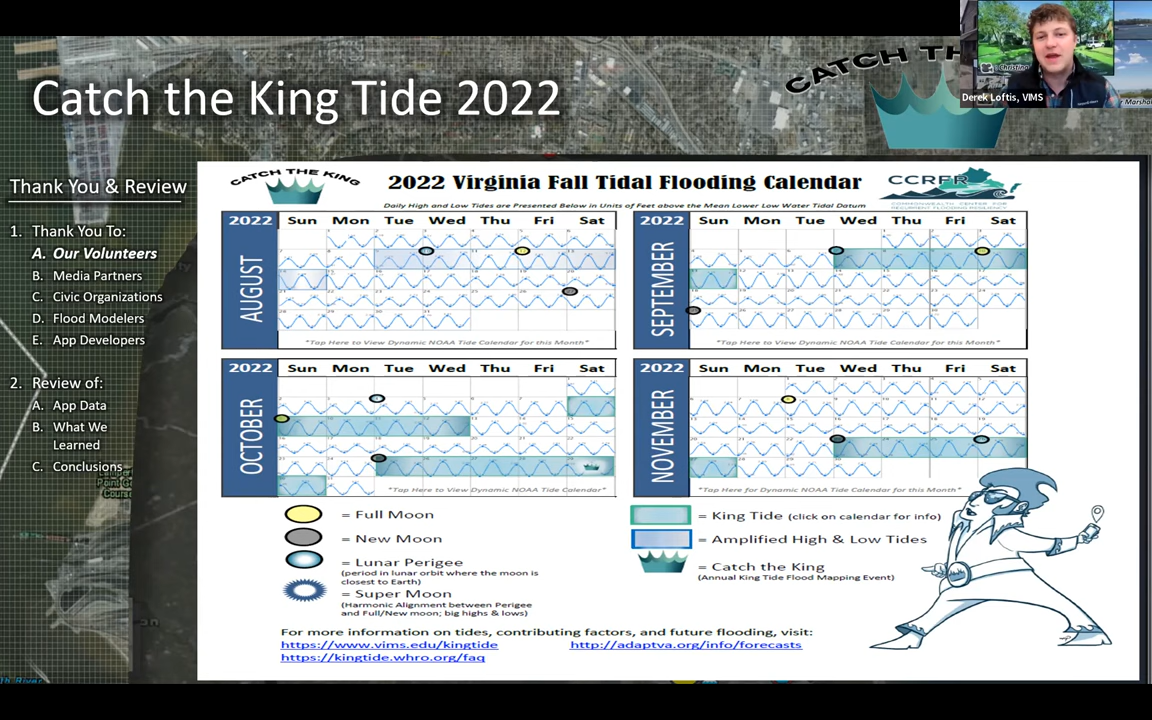 Catch the King Tide 2022
CATCH TH
Derek Loftis, VIMS
Thank You & Review
1. Thank You To:
A. Our Volunteers
B. Media Partners
C. Civic Organizations
D. Flood Modelers
E. App Developers
2. Review of:
A. App Data
B. What We
Learned
C. Conclusions
CATCH THE KING
2022 Virginia Fall Tidal Flooding Calendar
Daily High and Low Tides are Presented Below in Units of Feet above the Mean Lower Low Water Tidal Datum
CCRFR
COMMONWEALTH CENTER FOR
RECURRENT FLOODING RESILIENCY
2022 Sun Mon Tue Wed Thu Fri Sat
AUGUST
"Tap Here to View Dynamic NOAA Tide Calendar for this Month"
2022 Sun Mon Tue Wed Thu Fri Sat
SEPTEMBER
"Tap Here to View Dynamic NOAA Tide Calendar for this Month"
2022 Sun Mon Tue Wed Thu Fri Sat
OCTOBER
"Tap Here to View Dynamic NOAA Tide Calendar"
2022 Sun Mon Tue Wed Thu Fri Sat
NOVEMBER
"Tap Here for Dynamic NOAA Tide Calendar for this Month"
= Full Moon
= New Moon
= Lunar Perigee
(period in lunar orbit where the moon is
closest to Earth)
= Super Moon
(Harmonic Alignment between Perigee
and Full/New moon; big highs & lows)
= King Tide (click on calendar for info)
= Amplified High & Low Tides
= Catch the King
(Annual King Tide Flood Mapping Event)
For more information on tides, contributing factors, and future flooding, visit:
https://www.vims.edu/kingtide http://adaptva.org/info/forecasts
https://kingtide.whro.org/faq